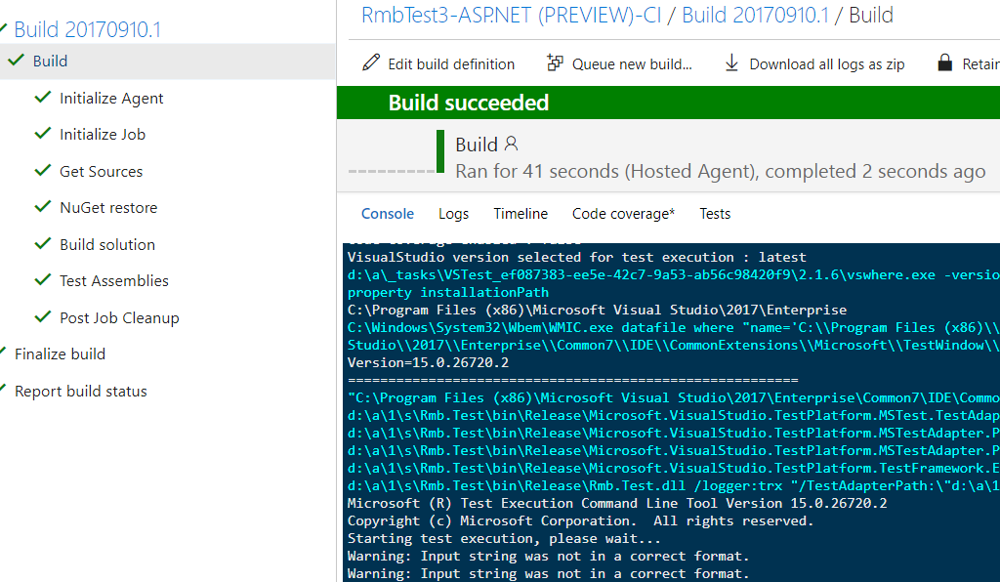 Build 20170910.1
Build
Initialize Agent
Initialize Job
Get Sources
NuGet restore
Build solution
Test Assemblies
Post Job Cleanup
Finalize build
Report build status
RmbTest3-ASP.NET (PREVIEW)-CI / Build 20170910.1 / Build
Edit build definition
Queue new build...
Download all logs as zip
Retain
Build succeeded
Build
Ran for 41 seconds (Hosted Agent), completed 2 seconds ago
Console Logs Timeline Code coverage* Tests
VisualStudio version selected for test execution : latest
d:\a\_tasks\VSTest_ef087383-ee5e-42c7-9a53-ab56c98420f9\2.1.6\vswhere.exe -versio
property installationPath
C:\Program Files (x86)\Microsoft Visual Studio\2017\Enterprise
C:\Windows\System32\Wbem\WMIC.exe datafile where "name='C:\\Program Files (x86)\\
Studio\\2017\\Enterprise\\Common7\\IDE\\CommonExtensions\\Microsoft\\TestWindow\\
Version=15.0.26720.2
========================================================
"C:\Program Files (x86)\Microsoft Visual Studio\2017\Enterprise\Common7\IDE\Commo
d:\a\1\s\Rmb.Test\bin\Release\Microsoft.VisualStudio.TestPlatform.MSTest.TestAdap
d:\a\1\s\Rmb.Test\bin\Release\Microsoft.VisualStudio.TestPlatform.MSTestAdapter.P
d:\a\1\s\Rmb.Test\bin\Release\Microsoft.VisualStudio.TestPlatform.MSTestAdapter.P
d:\a\1\s\Rmb.Test\bin\Release\Microsoft.VisualStudio.TestPlatform.TestFramework.E
d:\a\1\s\Rmb.Test\bin\Release\Rmb.Test.dll /logger:trx "/TestAdapterPath:\"d:\a\1
Microsoft (R) Test Execution Command Line Tool Version 15.0.26720.2
Copyright (c) Microsoft Corporation.  All rights reserved.
Starting test execution, please wait...
Warning: Input string was not in a correct format.
Warning: Input string was not in a correct format.